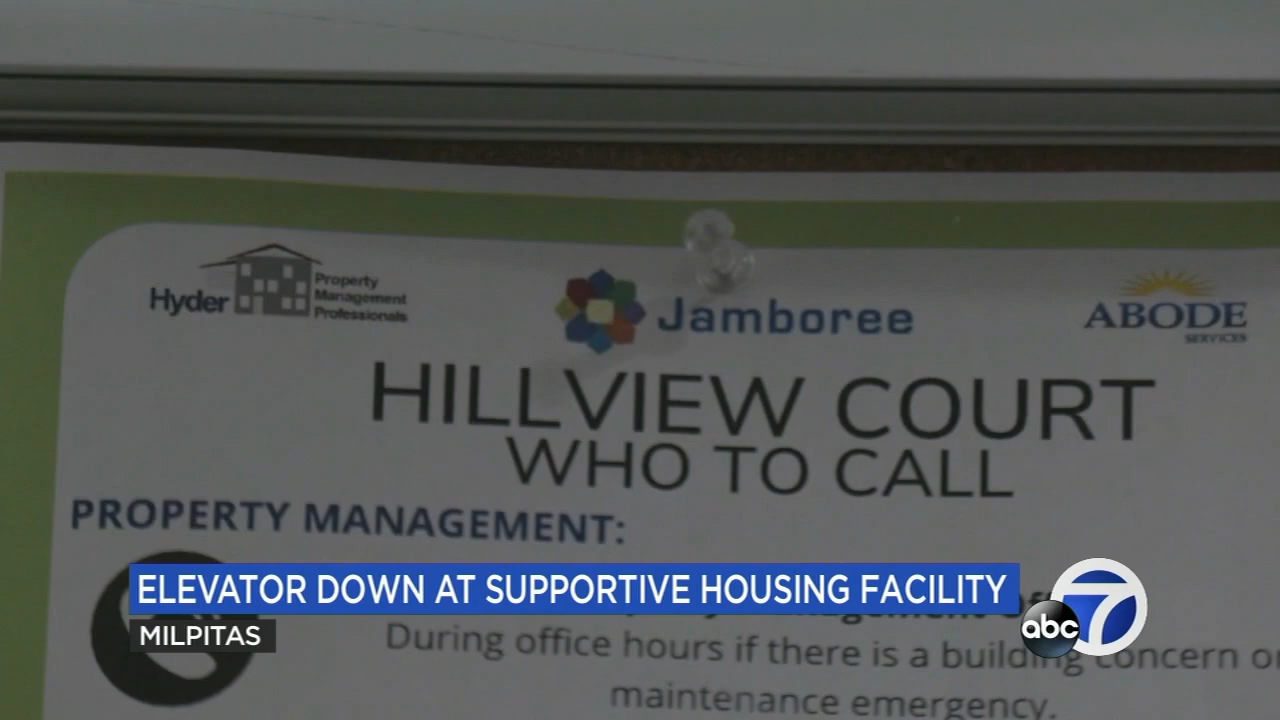 Hyder
Property
Management
Professionals
Jamboree
ABODE
SERVICES
HILLVIEW COURT
WHO TO CALL
PROPERTY MANAGEMENT:
ELEVATOR DOWN AT SUPPORTIVE HOUSING FACILITY
MILPITAS
abc 7
During office hours if there is a building concern or
maintenance emergency.